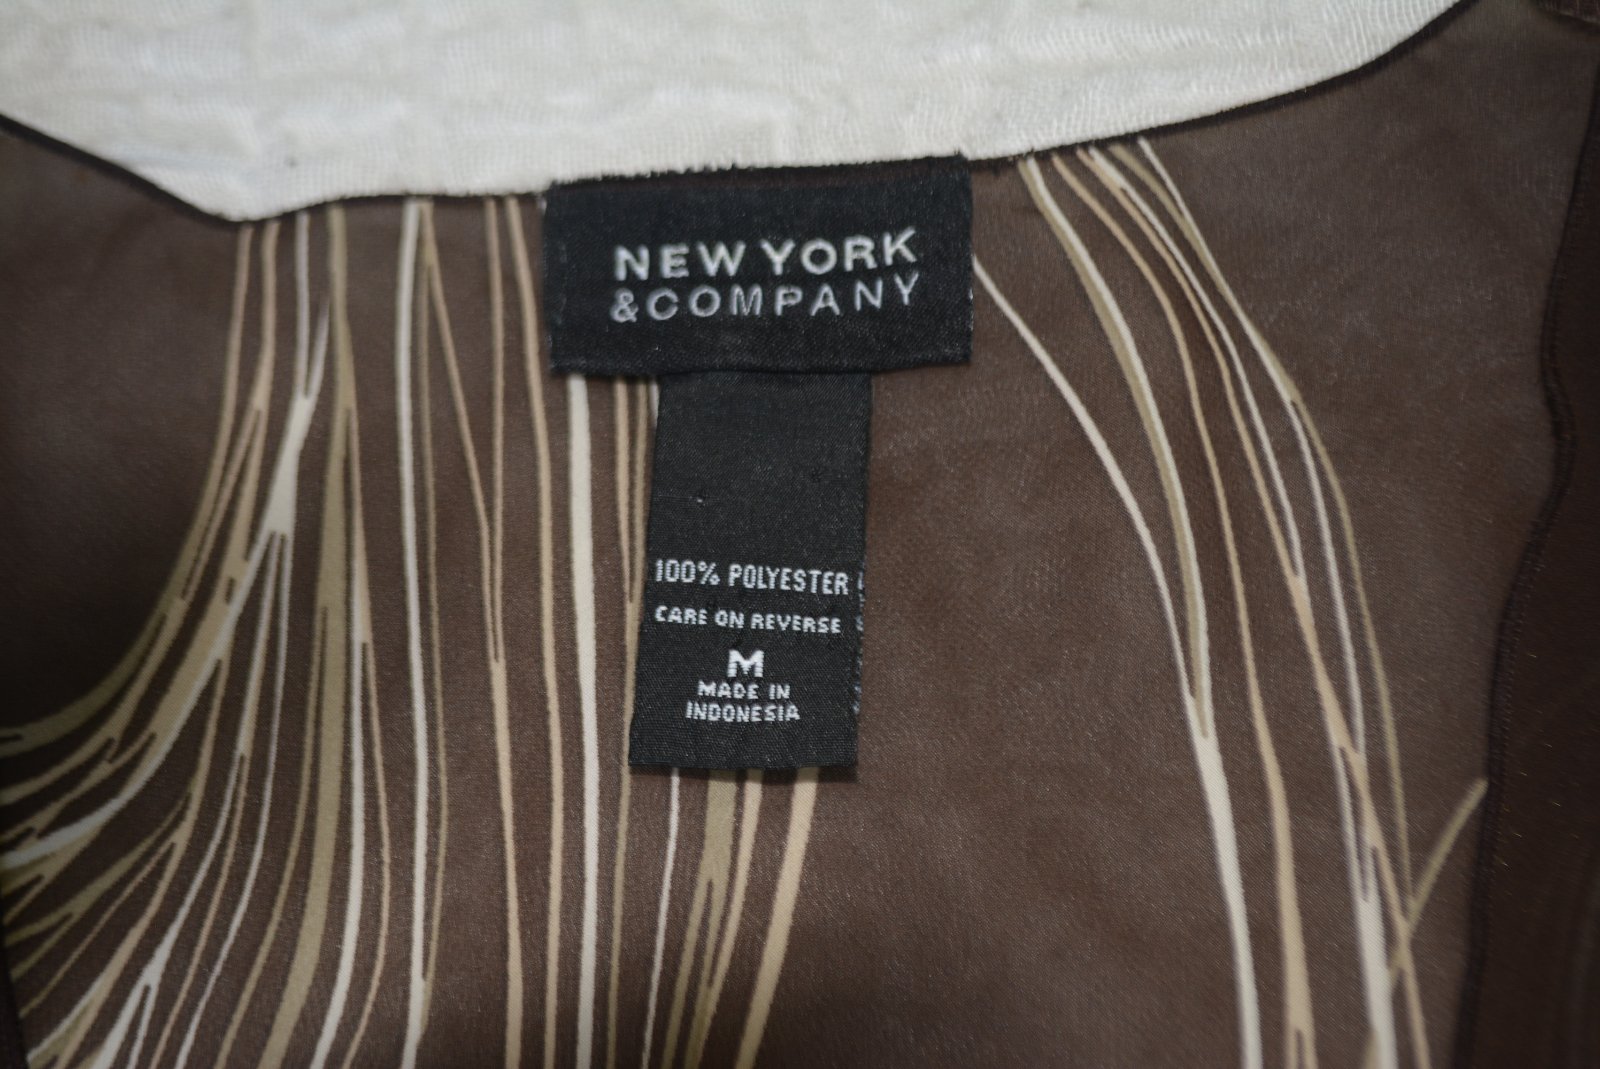 NEW YORK
&COMPANY
100% POLYESTER
CARE ON REVERSE
M
MADE IN
INDONESIA